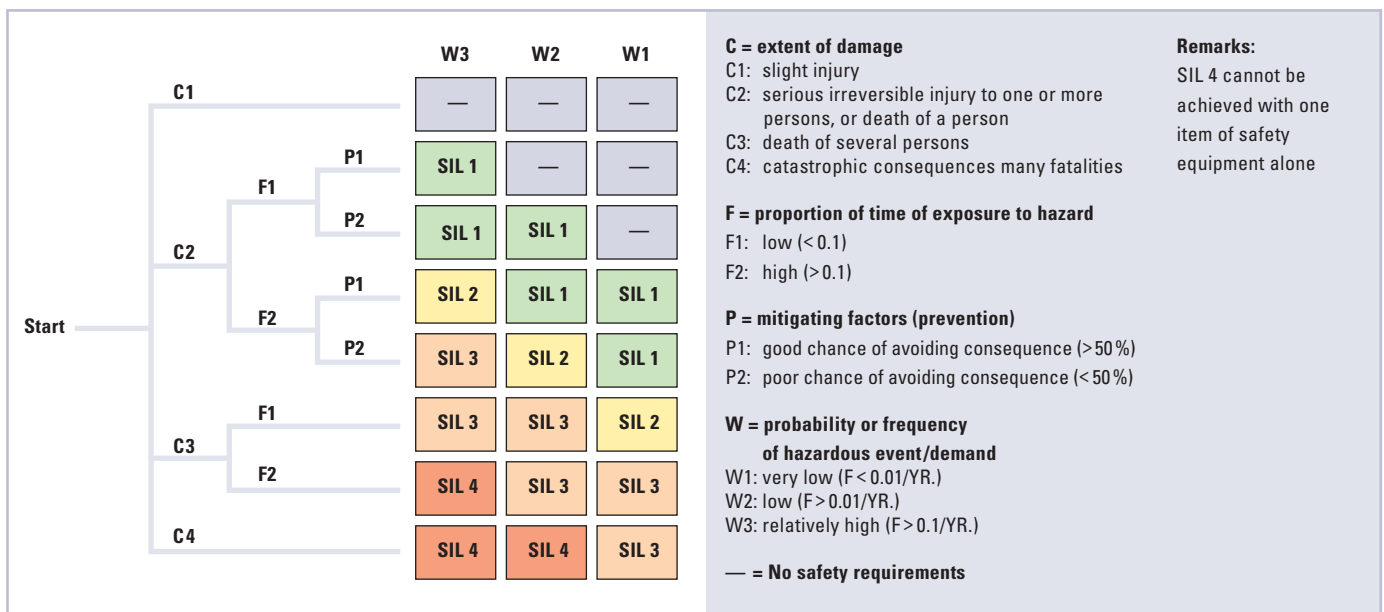 W3 W2 W1
C1
— — —
P1
SIL 1 — —
F1
P2
SIL 1 SIL 1 —
C2
P1
SIL 2 SIL 1 SIL 1
Start
F2
P2
SIL 3 SIL 2 SIL 1
F1
SIL 3 SIL 3 SIL 2
C3
F2
SIL 4 SIL 3 SIL 3
C4
SIL 4 SIL 4 SIL 3
C = extent of damage
C1: slight injury
C2: serious irreversible injury to one or more
persons, or death of a person
C3: death of several persons
C4: catastrophic consequences many fatalities
F = proportion of time of exposure to hazard
F1: low (< 0.1)
F2: high (> 0.1)
P = mitigating factors (prevention)
P1: good chance of avoiding consequence (> 50 %)
P2: poor chance of avoiding consequence (< 50 %)
W = probability or frequency
of hazardous event/demand
W1: very low (F < 0.01/YR.)
W2: low (F > 0.01/YR.)
W3: relatively high (F > 0.1/YR.)
— = No safety requirements
Remarks:
SIL 4 cannot be
achieved with one
item of safety
equipment alone